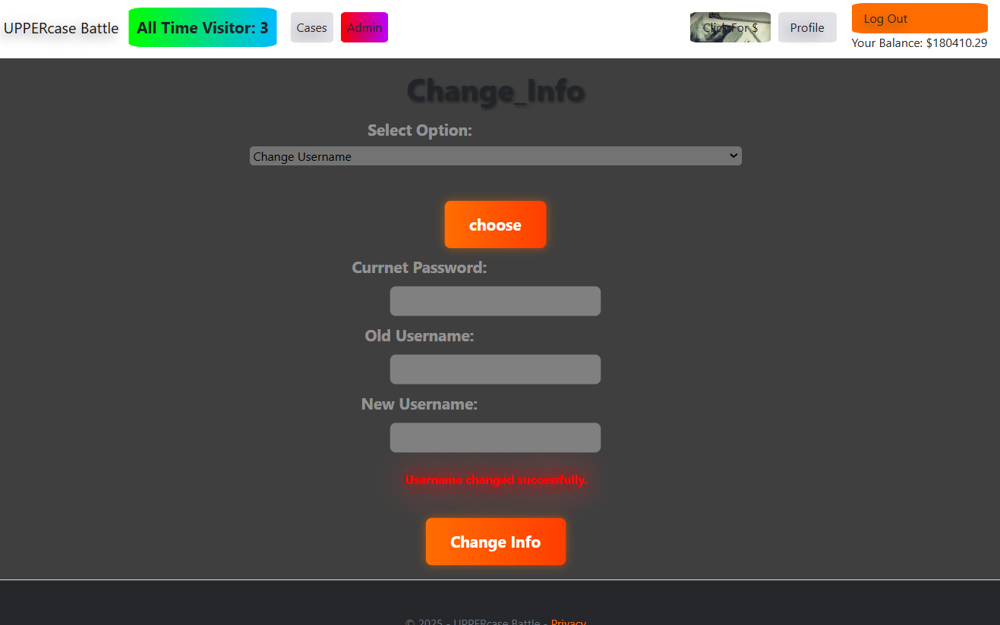 UPPERcase Battle
All Time Visitor: 3
Cases
Admin
Click For $
Profile
Log Out
Your Balance: $180410.29
Change_Info
Select Option:
Change Username
choose
Currnet Password:
Old Username:
New Username:
Username changed successfully.
Change Info
© 2025 - UPPERcase Battle - Privacy